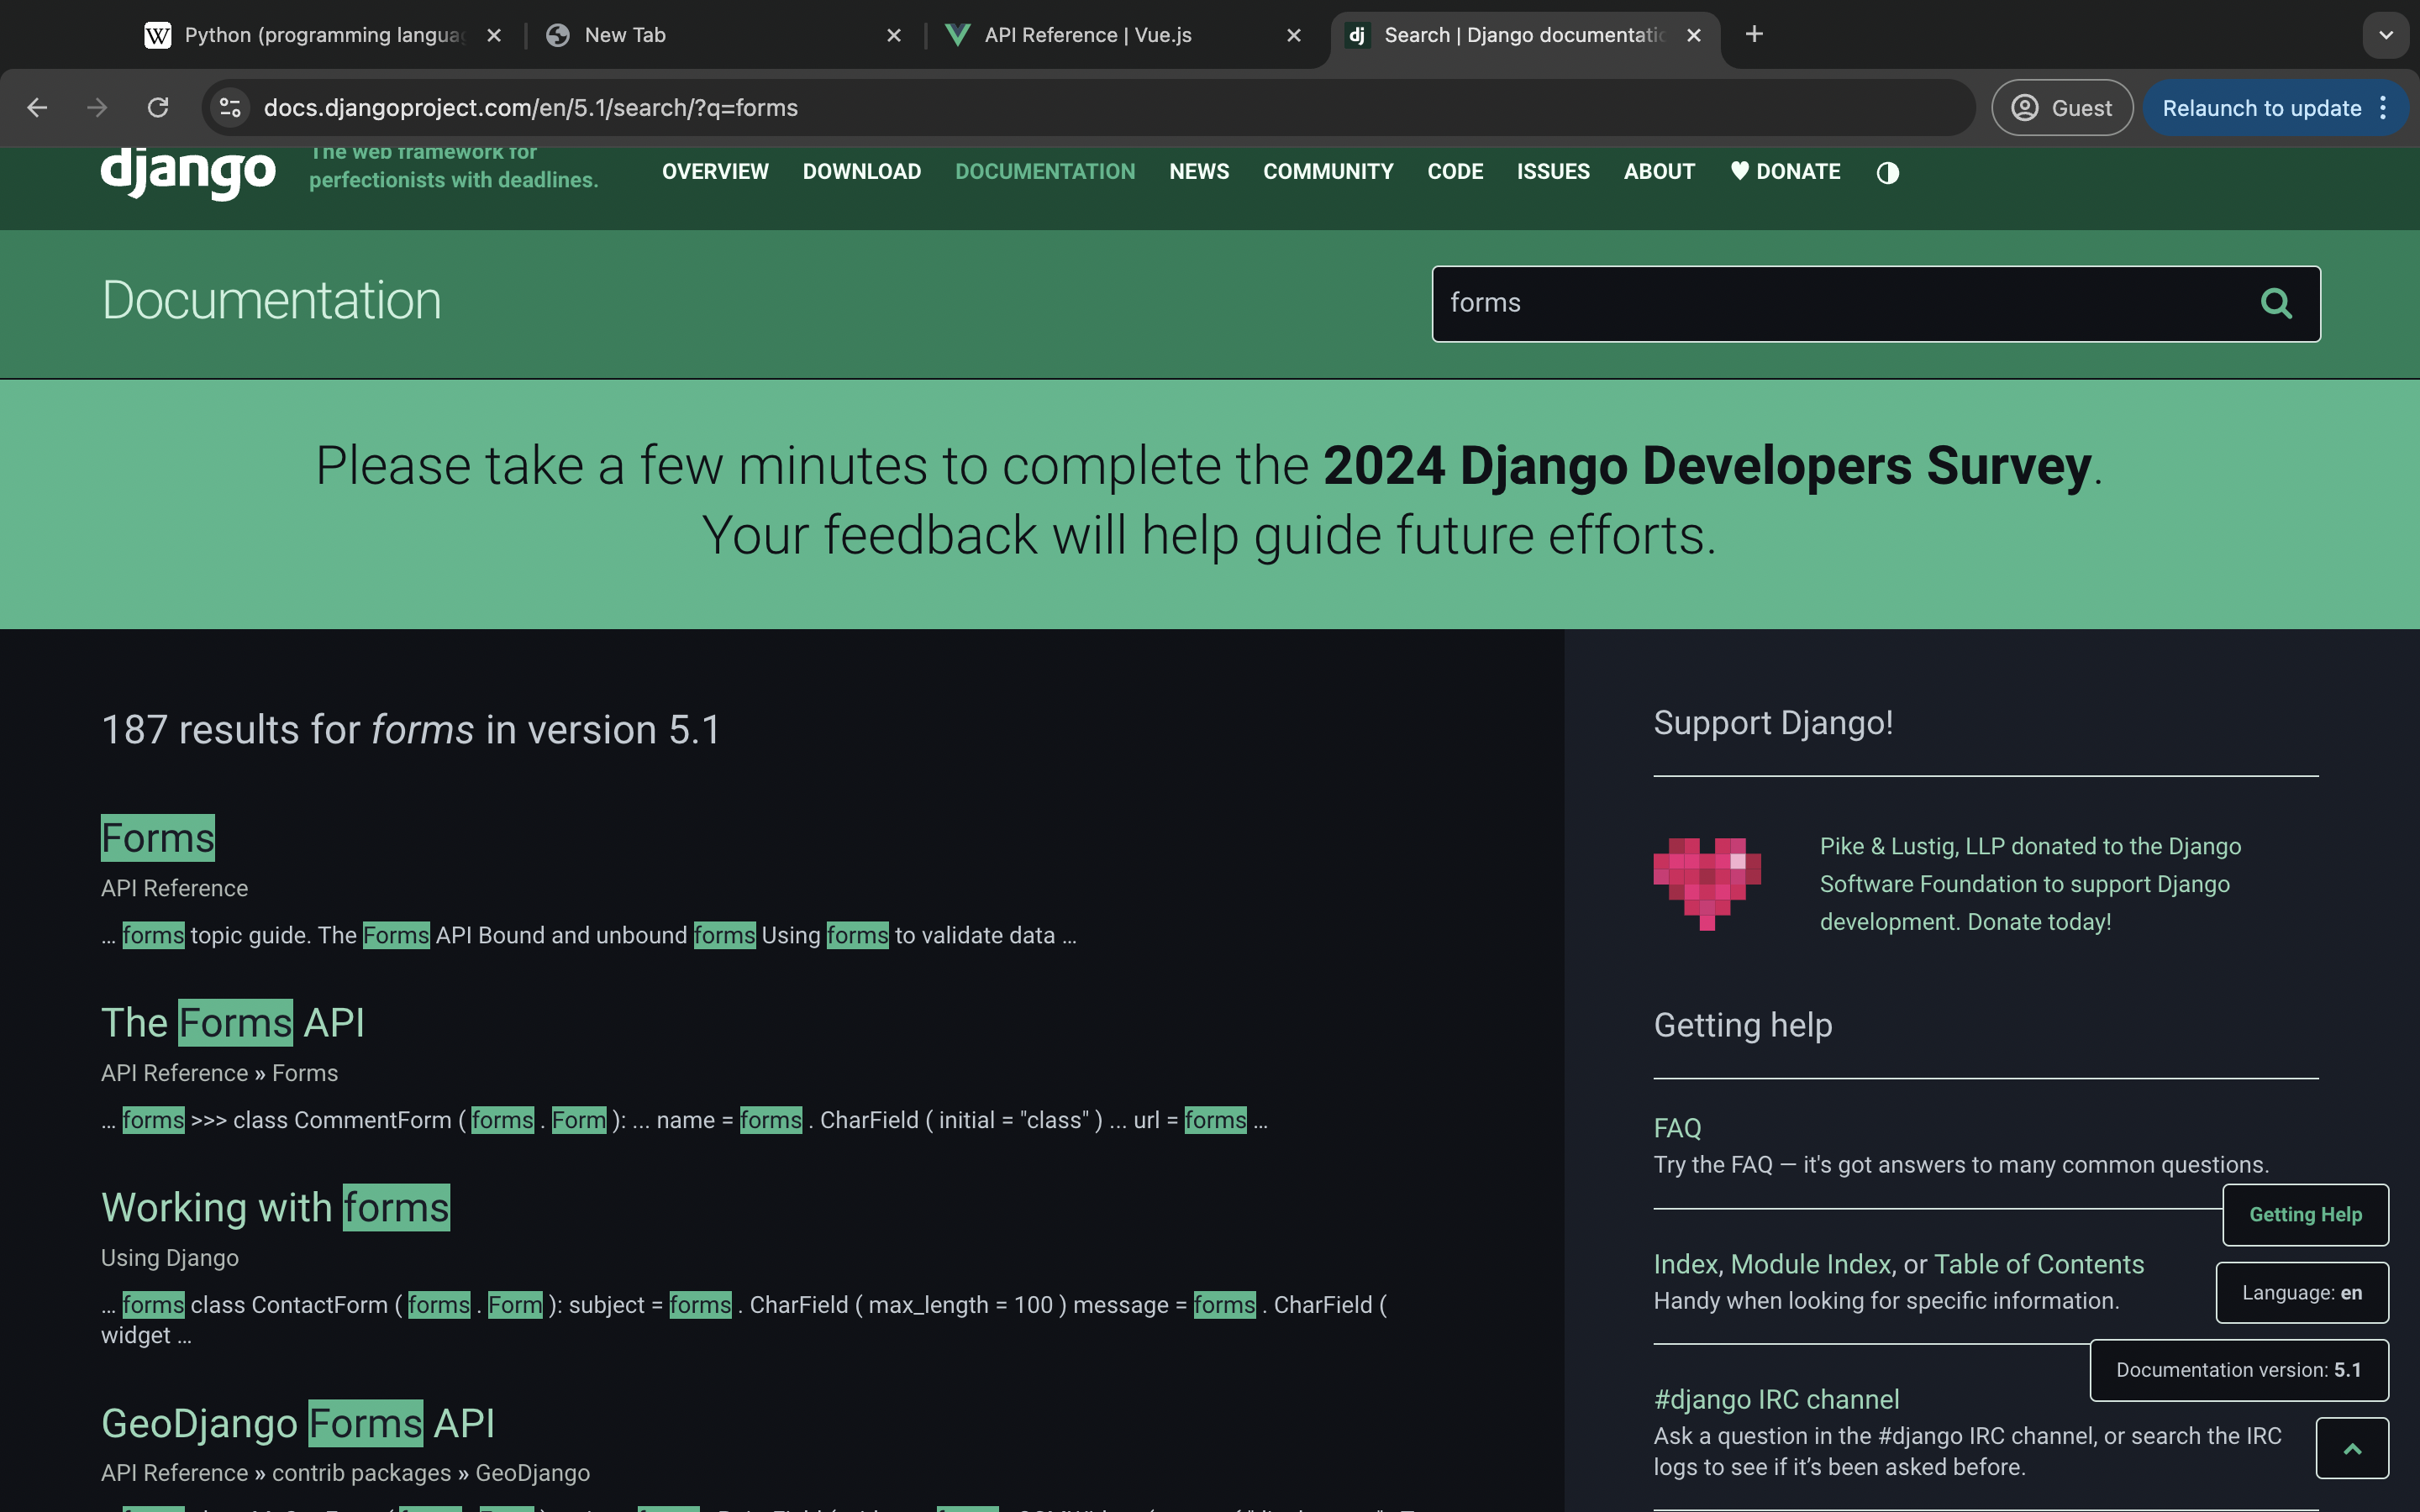 Python (programming langua
New Tab
API Reference | Vue.js
Search | Django documentatic
docs.djangoproject.com/en/5.1/search/?q=forms
Guest
Relaunch to update
django
The web framework for
perfectionists with deadlines.
OVERVIEW DOWNLOAD DOCUMENTATION NEWS COMMUNITY CODE ISSUES ABOUT ♥ DONATE
Documentation
forms
Please take a few minutes to complete the 2024 Django Developers Survey.
Your feedback will help guide future efforts.
187 results for forms in version 5.1
Forms
API Reference
… forms topic guide. The Forms API Bound and unbound forms Using forms to validate data …
The Forms API
API Reference » Forms
… forms >>> class CommentForm ( forms . Form ): ... name = forms . CharField ( initial = "class" ) ... url = forms …
Working with forms
Using Django
… forms class ContactForm ( forms . Form ): subject = forms . CharField ( max_length = 100 ) message = forms . CharField (
widget …
GeoDjango Forms API
API Reference » contrib packages » GeoDjango
Support Django!
Pike & Lustig, LLP donated to the Django
Software Foundation to support Django
development. Donate today!
Getting help
FAQ
Try the FAQ — it's got answers to many common questions.
Getting Help
Index, Module Index, or Table of Contents
Handy when looking for specific information.
Language: en
Documentation version: 5.1
#django IRC channel
Ask a question in the #django IRC channel, or search the IRC
logs to see if it's been asked before.